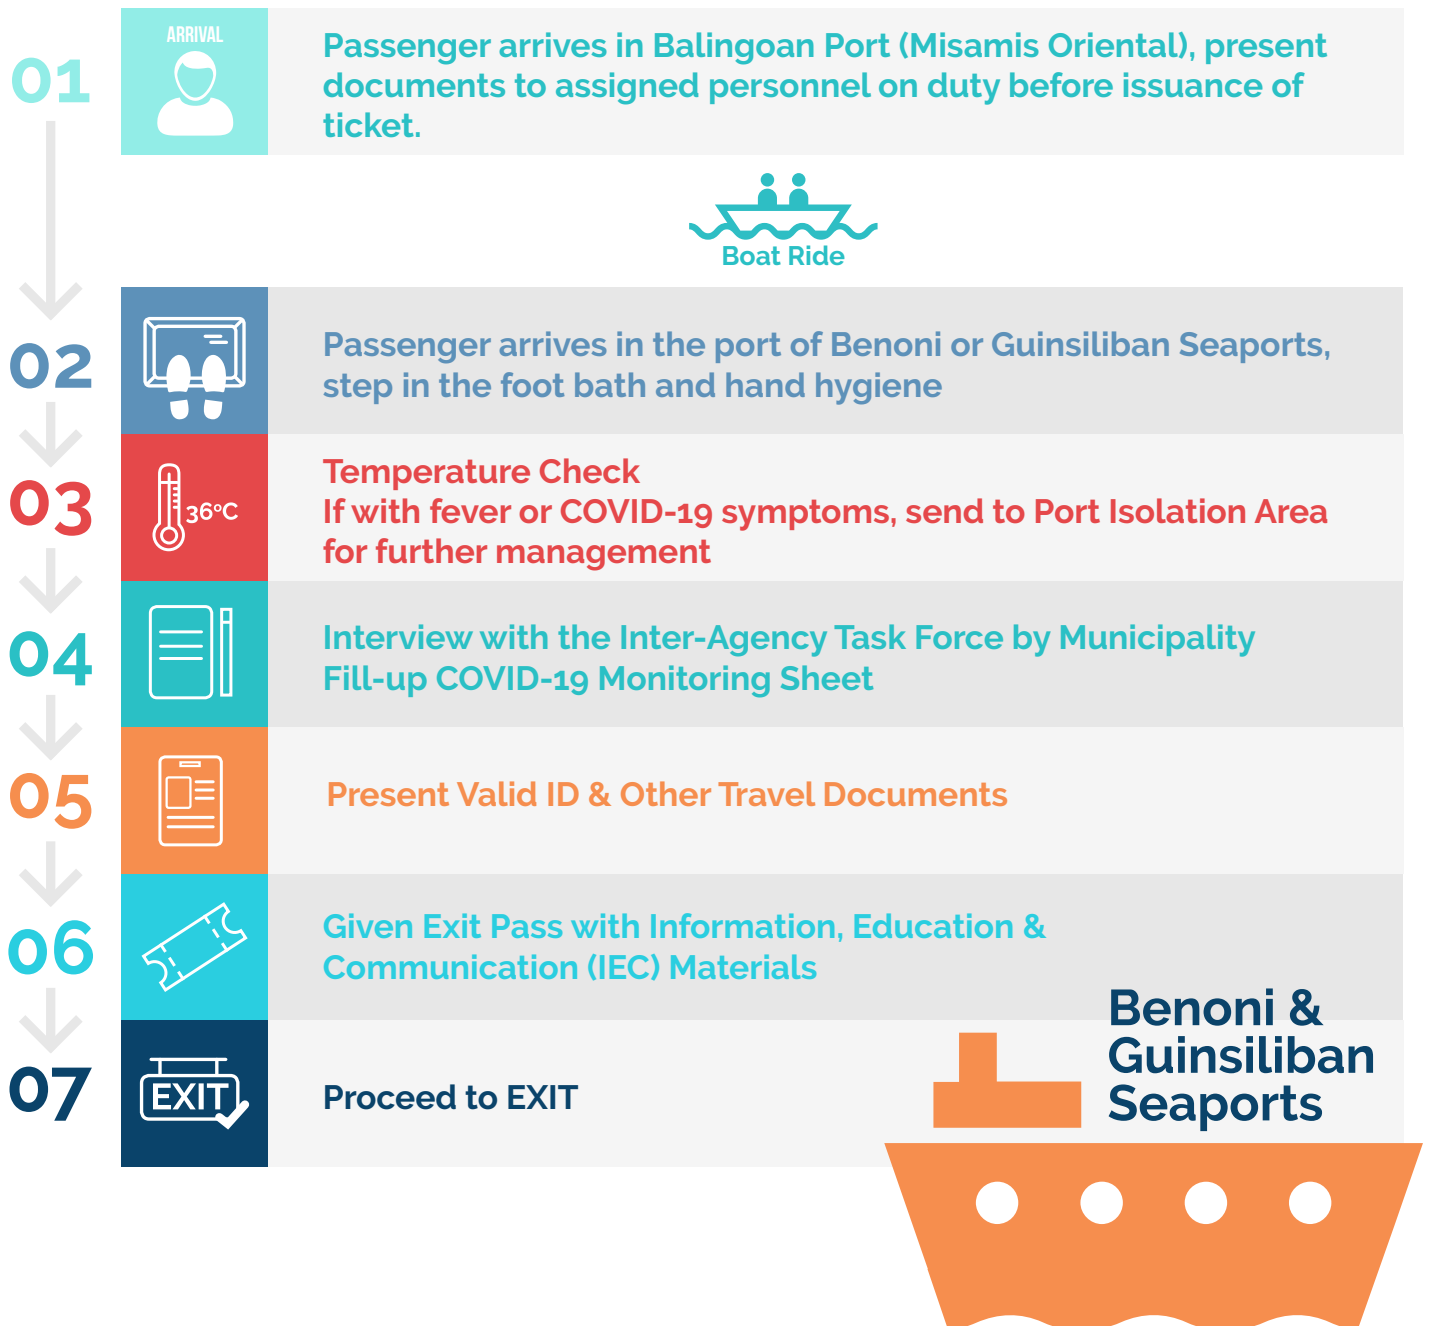 01
ARRIVAL
Passenger arrives in Balingoan Port (Misamis Oriental), present
documents to assigned personnel on duty before issuance of
ticket.
Boat Ride
02
Passenger arrives in the port of Benoni or Guinsiliban Seaports,
step in the foot bath and hand hygiene
03
36°C
Temperature Check
If with fever or COVID-19 symptoms, send to Port Isolation Area
for further management
04
Interview with the Inter-Agency Task Force by Municipality
Fill-up COVID-19 Monitoring Sheet
05
Present Valid ID & Other Travel Documents
06
Given Exit Pass with Information, Education &
Communication (IEC) Materials
07
EXIT
Proceed to EXIT
Benoni &
Guinsiliban
Seaports